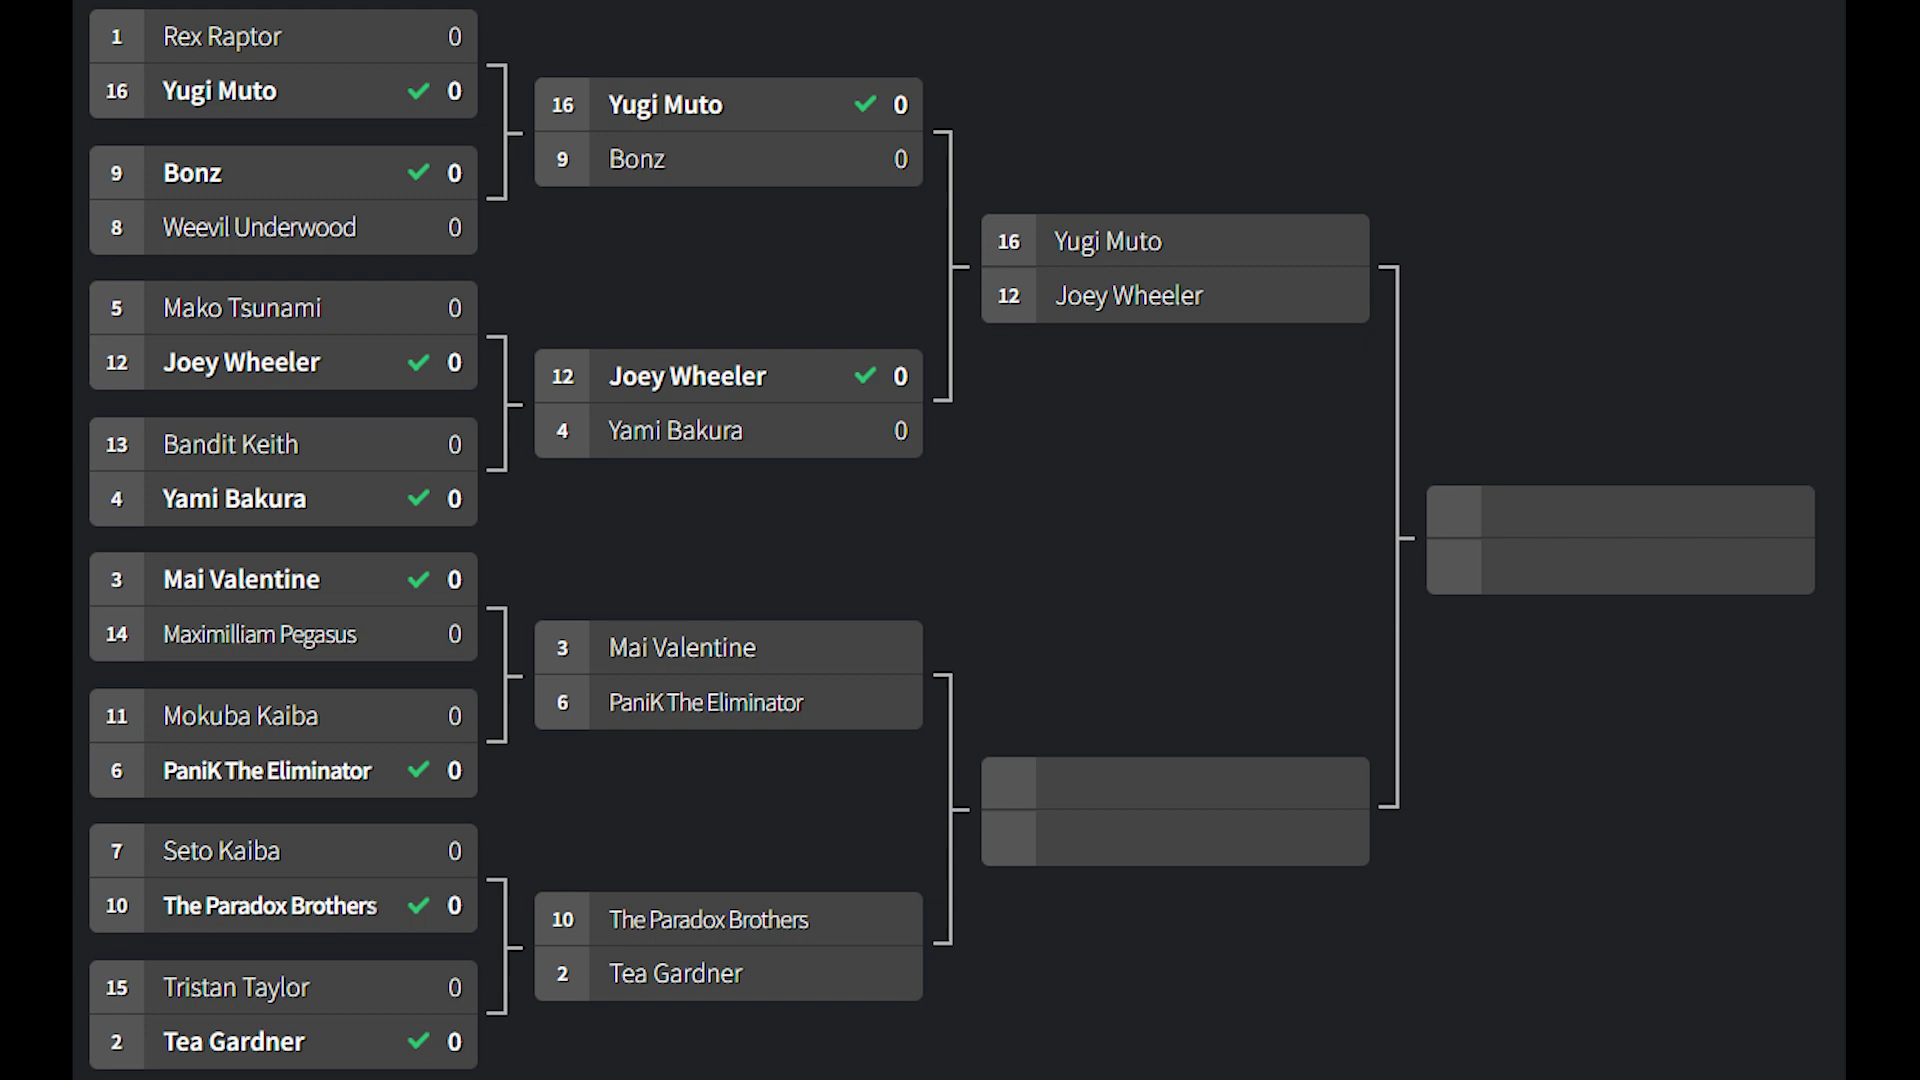 1 Rex Raptor 0
16 Yugi Muto 0
9 Bonz 0
8 Weevil Underwood 0
5 Mako Tsunami 0
12 Joey Wheeler 0
13 Bandit Keith 0
4 Yami Bakura 0
3 Mai Valentine 0
14 Maximilliam Pegasus 0
11 Mokuba Kaiba 0
6 PaniK The Eliminator 0
7 Seto Kaiba 0
10 The Paradox Brothers 0
15 Tristan Taylor 0
2 Tea Gardner 0
16 Yugi Muto 0
9 Bonz 0
12 Joey Wheeler 0
4 Yami Bakura 0
3 Mai Valentine
6 PaniK The Eliminator
10 The Paradox Brothers
2 Tea Gardner
16 Yugi Muto
12 Joey Wheeler